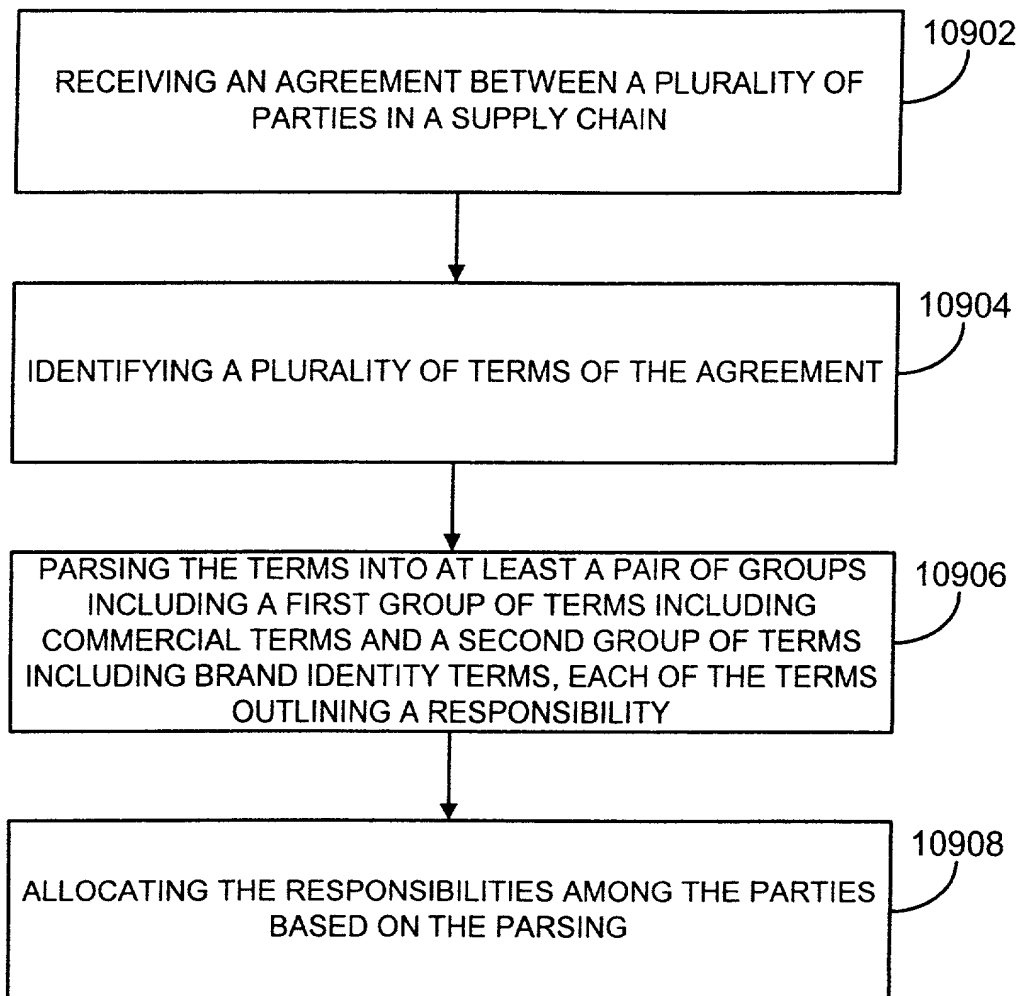 10902
RECEIVING AN AGREEMENT BETWEEN A PLURALITY OF
PARTIES IN A SUPPLY CHAIN
10904
IDENTIFYING A PLURALITY OF TERMS OF THE AGREEMENT
10906
PARSING THE TERMS INTO AT LEAST A PAIR OF GROUPS
INCLUDING A FIRST GROUP OF TERMS INCLUDING
COMMERCIAL TERMS AND A SECOND GROUP OF TERMS
INCLUDING BRAND IDENTITY TERMS, EACH OF THE TERMS
OUTLINING A RESPONSIBILITY
10908
ALLOCATING THE RESPONSIBILITIES AMONG THE PARTIES
BASED ON THE PARSING